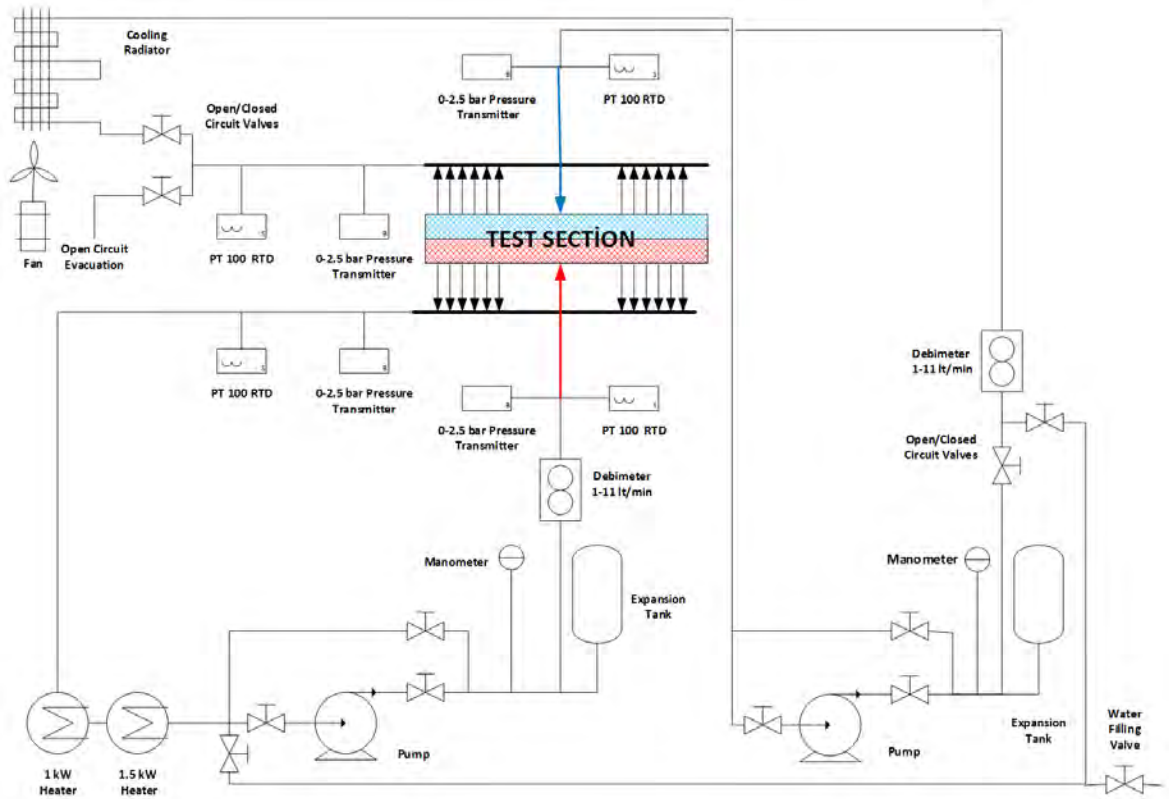 Cooling
Radiator
0-2.5 bar Pressure
Transmitter
PT 100 RTD
Open/Closed
Circuit Valves
TEST SECTİON
Fan
Open Circuit
Evacuation
PT 100 RTD
0-2.5 bar Pressure
Transmitter
PT 100 RTD
0-2.5 bar Pressure
Transmitter
0-2.5 bar Pressure
Transmitter
PT 100 RTD
Debimeter
1-11 lt/min
Debimeter
1-11 lt/min
Open/Closed
Circuit Valves
Manometer
Expansion
Tank
Manometer
Expansion
Tank
Pump
Pump
Water
Filling
Valve
1 kW
Heater
1.5 kW
Heater